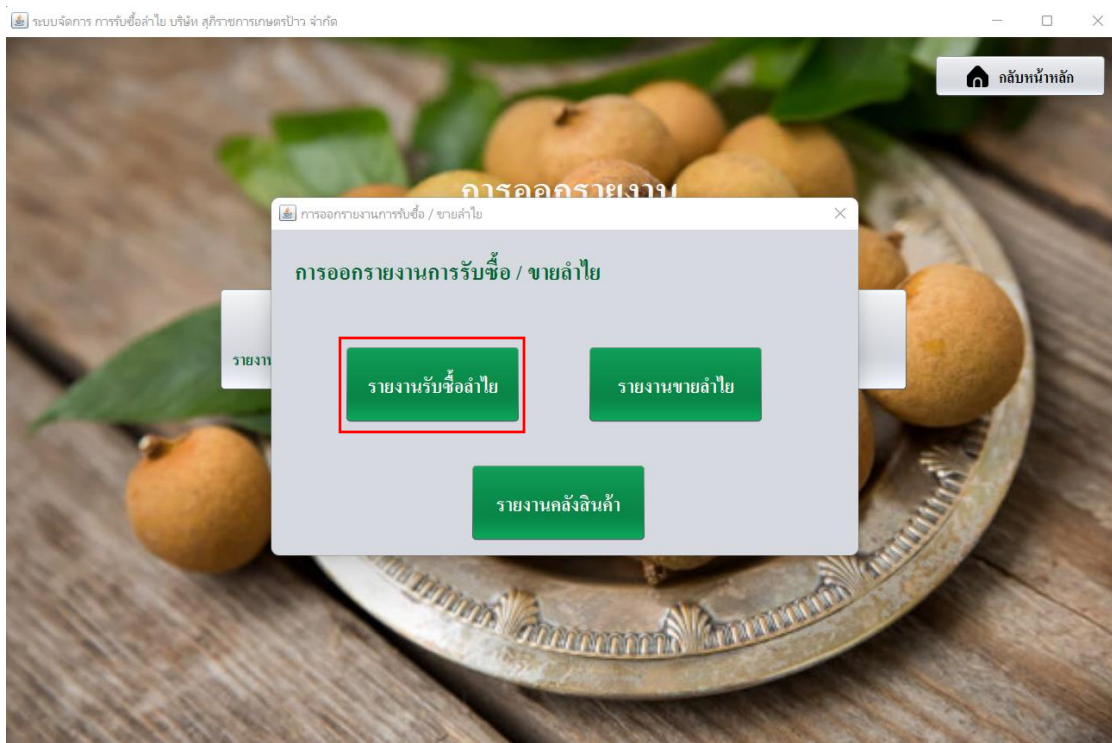 ระบบจัดการ การรับซื้อลำไย บริษัท สุภิราชการเกษตรป้าว จำกัด
กลับหน้าหลัก
การออกรายงาน
การออกรายงานการรับซื้อ / ขายลำไย
การออกรายงานการรับซื้อ / ขายลำไย
รายงาน
รายงานรับซื้อลำไย
รายงานขายลำไย
รายงานคลังสินค้า